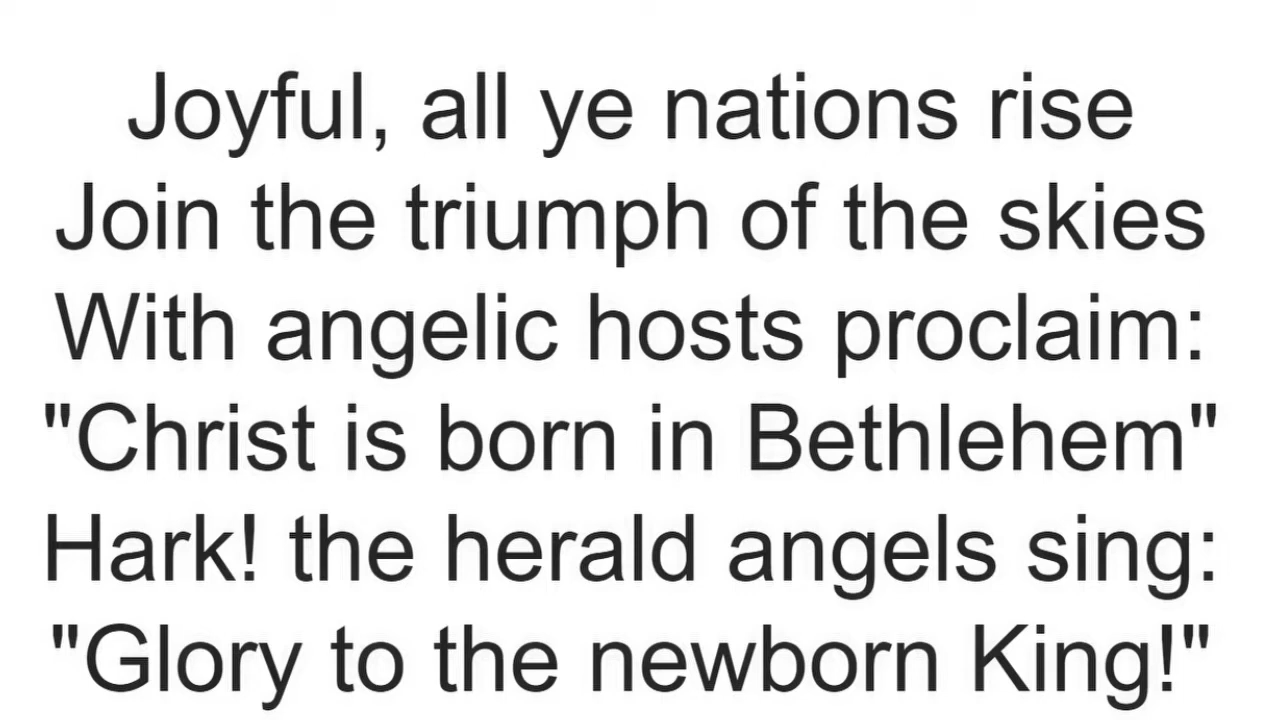 Joyful, all ye nations rise
Join the triumph of the skies
With angelic hosts proclaim:
"Christ is born in Bethlehem"
Hark! the herald angels sing:
"Glory to the newborn King!"